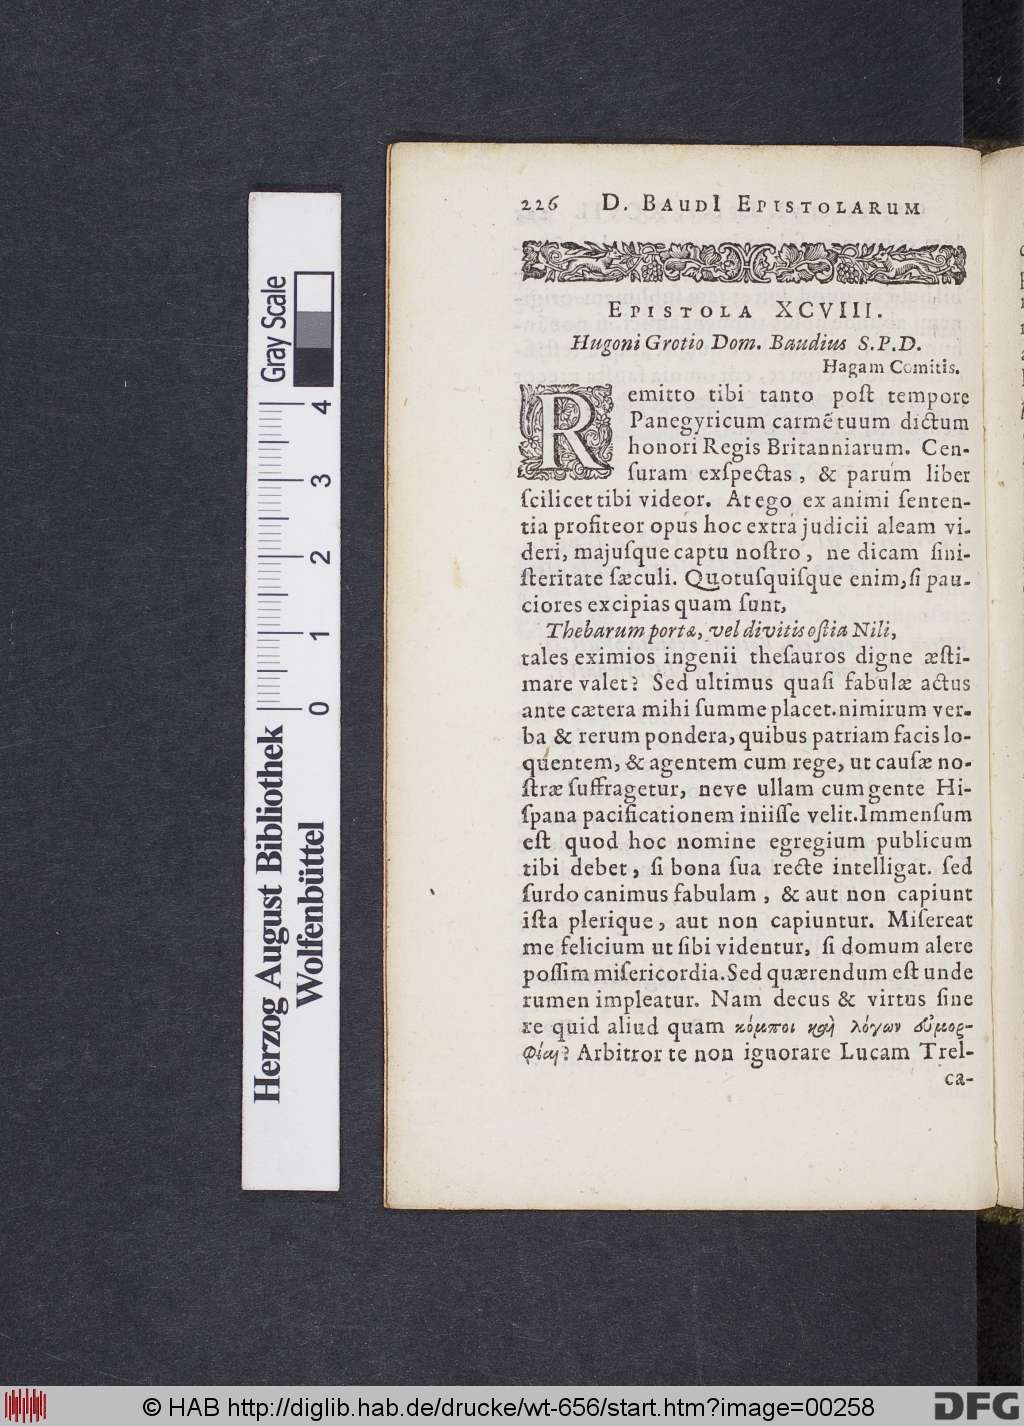 226 D. BAUDI EPISTOLARUM
EPISTOLA XCVIII.
Hugoni Grotio Dom. Baudius S.P.D.
Hagam Comitis.
Remitto tibi tanto poſt tempore
Panegyricum carmẽ tuum dictum
honori Regis Britanniarum. Cen-
ſuram exſpectas, & parùm liber
ſcilicet tibi videor. At ego ex animi ſenten-
tia profiteor opus hoc extra judicii aleam vi-
deri, majuſque captu noſtro, ne dicam ſini-
ſteritate ſæculi. Quotuſquiſque enim, ſi pau-
ciores excipias quam ſunt,
Thebarum portæ, vel divitis oſtia Nili,
tales eximios ingenii theſauros digne æſti-
mare valet? Sed ultimus quaſi fabulæ actus
ante cætera mihi ſumme placet. nimirum ver-
ba & rerum pondera, quibus patriam facis lo-
quentem, & agentem cum rege, ut cauſæ no-
ſtræ ſuffragetur, neve ullam cum gente Hi-
ſpana pacificationem iniiſſe velit. Immenſum
eſt quod hoc nomine egregium publicum
tibi debet, ſi bona ſua recte intelligat. ſed
ſurdo canimus fabulam, & aut non capiunt
iſta plerique, aut non capiuntur. Miſereat
me felicium ut ſibi videntur, ſi domum alere
poſſim miſericordia. Sed quærendum eſt unde
rumen impleatur. Nam decus & virtus ſine
re quid aliud quam κόμποι καὶ λόγων εὐμορ-
φίαι? Arbitror te non ignorare Lucam Trel-
ca-
Gray Scale
4
3
2
1
0
Herzog August Bibliothek
Wolfenbüttel
© HAB http://diglib.hab.de/drucke/wt-656/start.htm?image=00258
DFG